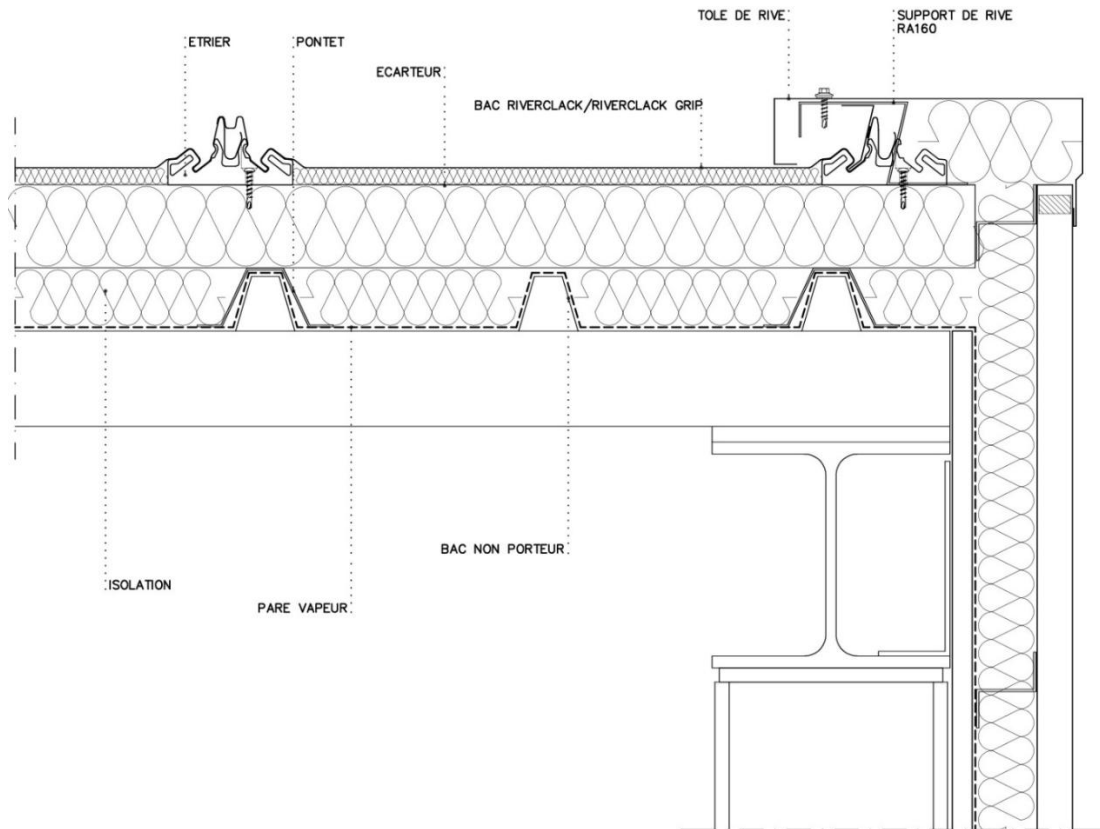 TOLE DE RIVE
SUPPORT DE RIVE
RA160
ETRIER
PONTET
ECARTEUR
BAC RIVERCLACK/RIVERCLACK GRIP
BAC NON PORTEUR
ISOLATION
PARE VAPEUR